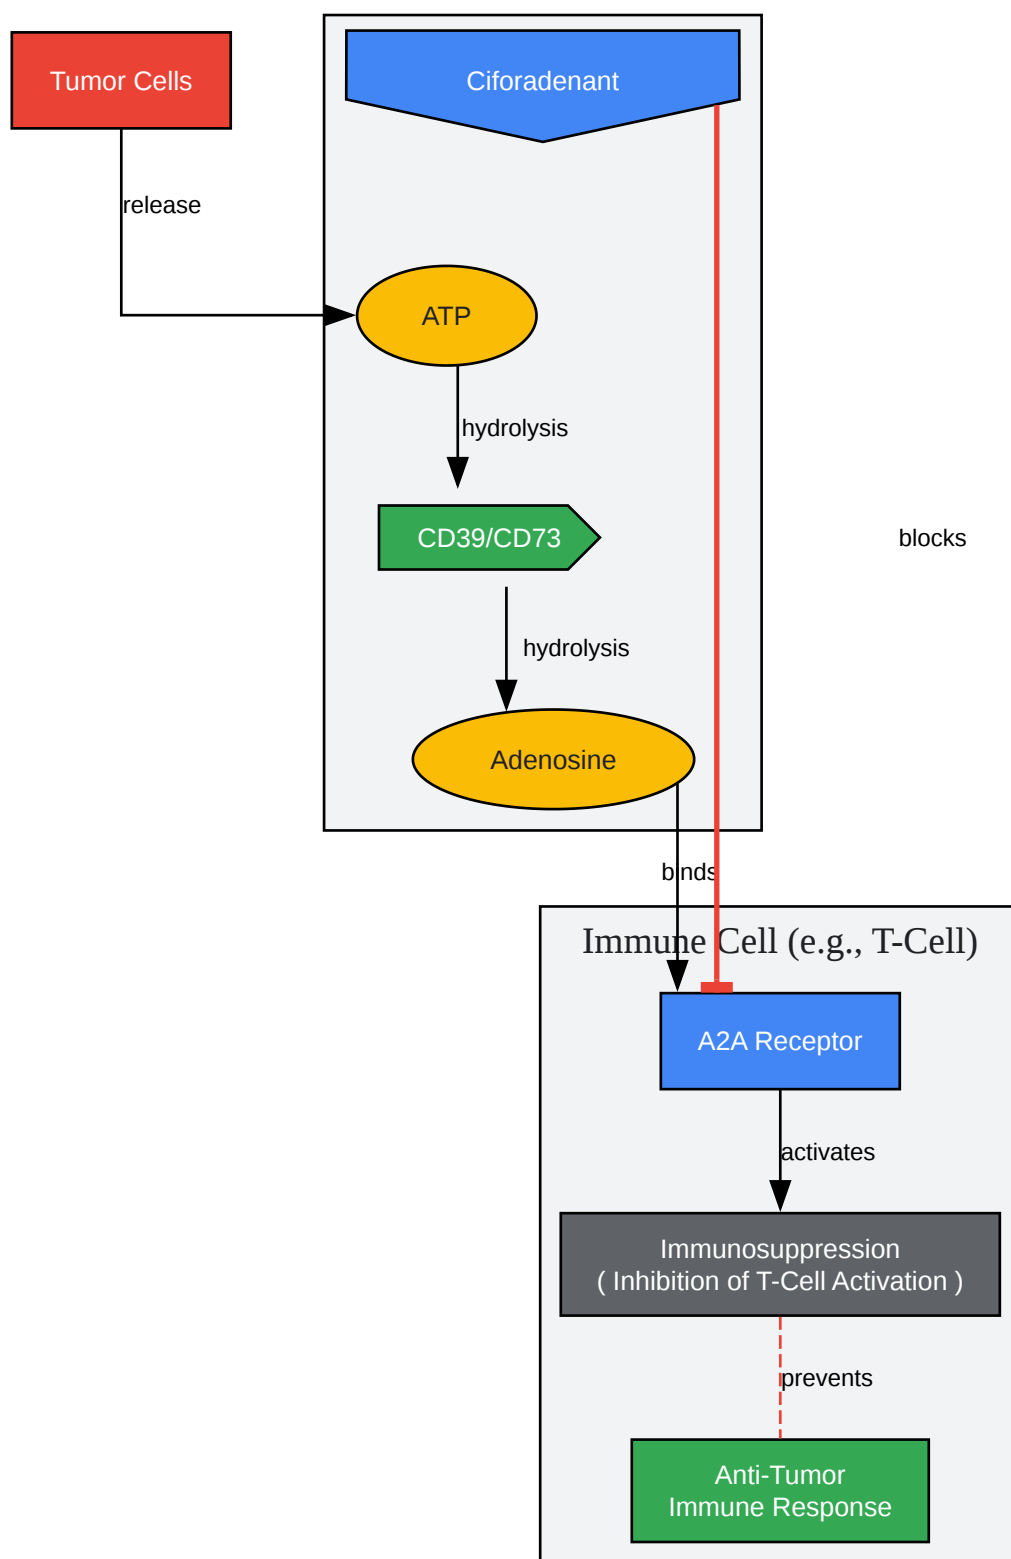 Tumor Cells
Ciforadenant
release
ATP
hydrolysis
CD39/CD73
blocks
hydrolysis
Adenosine
binds
Immune Cell (e.g., T-Cell)
A2A Receptor
activates
Immunosuppression
( Inhibition of T-Cell Activation )
prevents
Anti-Tumor
Immune Response